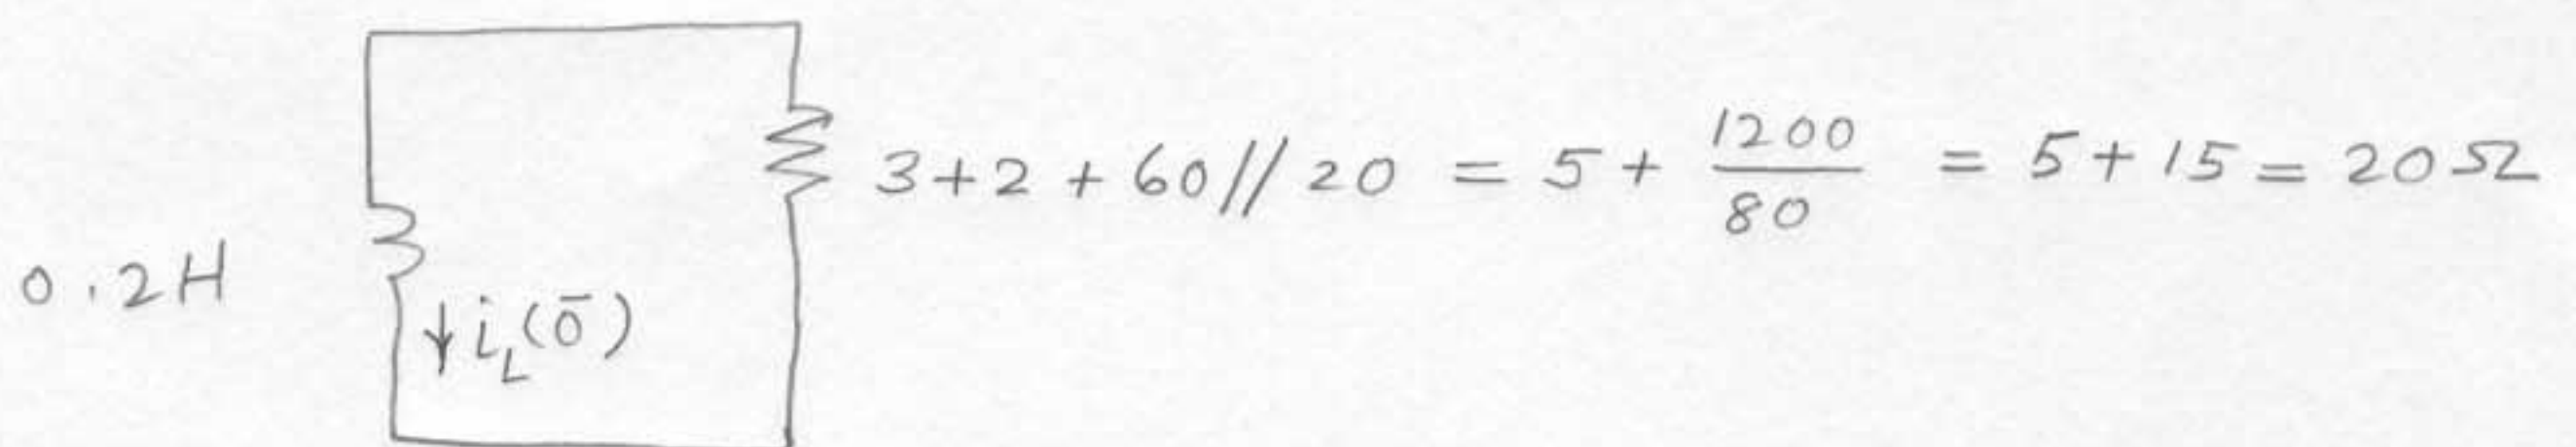 3+2+60//20 = 5+ 1200/80 = 5+15=20Ω
0.2H
↓i_L(0̄)